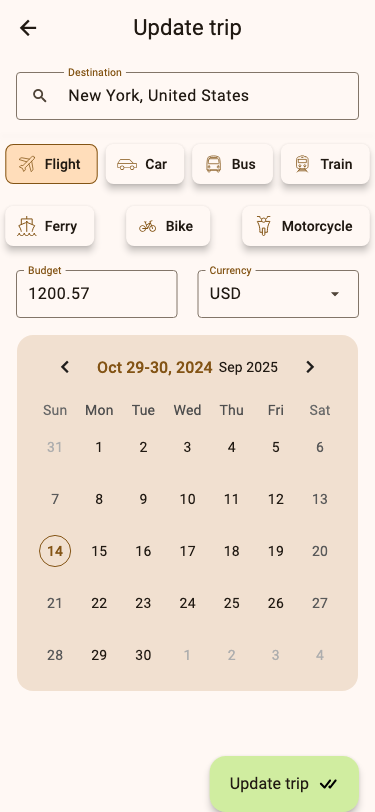 Update trip
Destination
New York, United States
Flight
Car
Bus
Train
Ferry
Bike
Motorcycle
Budget
Currency
1200.57
USD
Oct 29-30, 2024 Sep 2025
Sun Mon Tue Wed Thu Fri Sat
31 1 2 3 4 5 6
7 8 9 10 11 12 13
14 15 16 17 18 19 20
21 22 23 24 25 26 27
28 29 30 1 2 3 4
Update trip